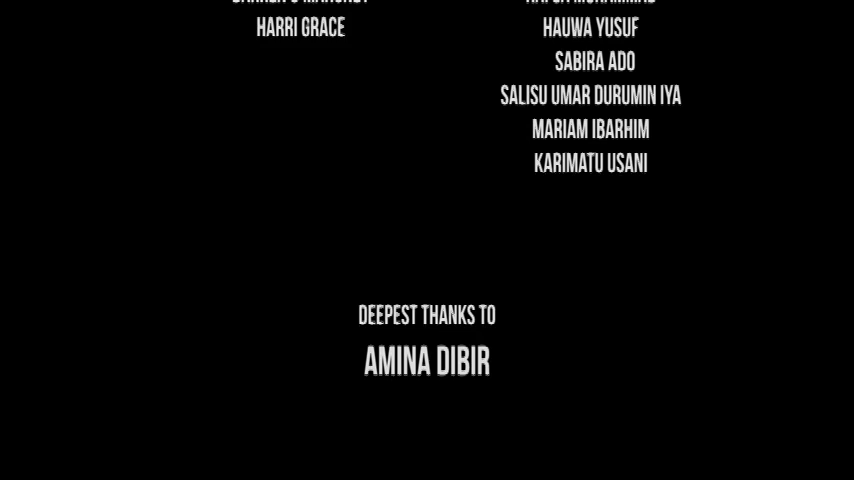 HARRI GRACE
HAUWA YUSUF
SABIRA ADO
SALISU UMAR DURUMIN IYA
MARIAM IBARHIM
KARIMATU USANI
DEEPEST THANKS TO
AMINA DIBIR